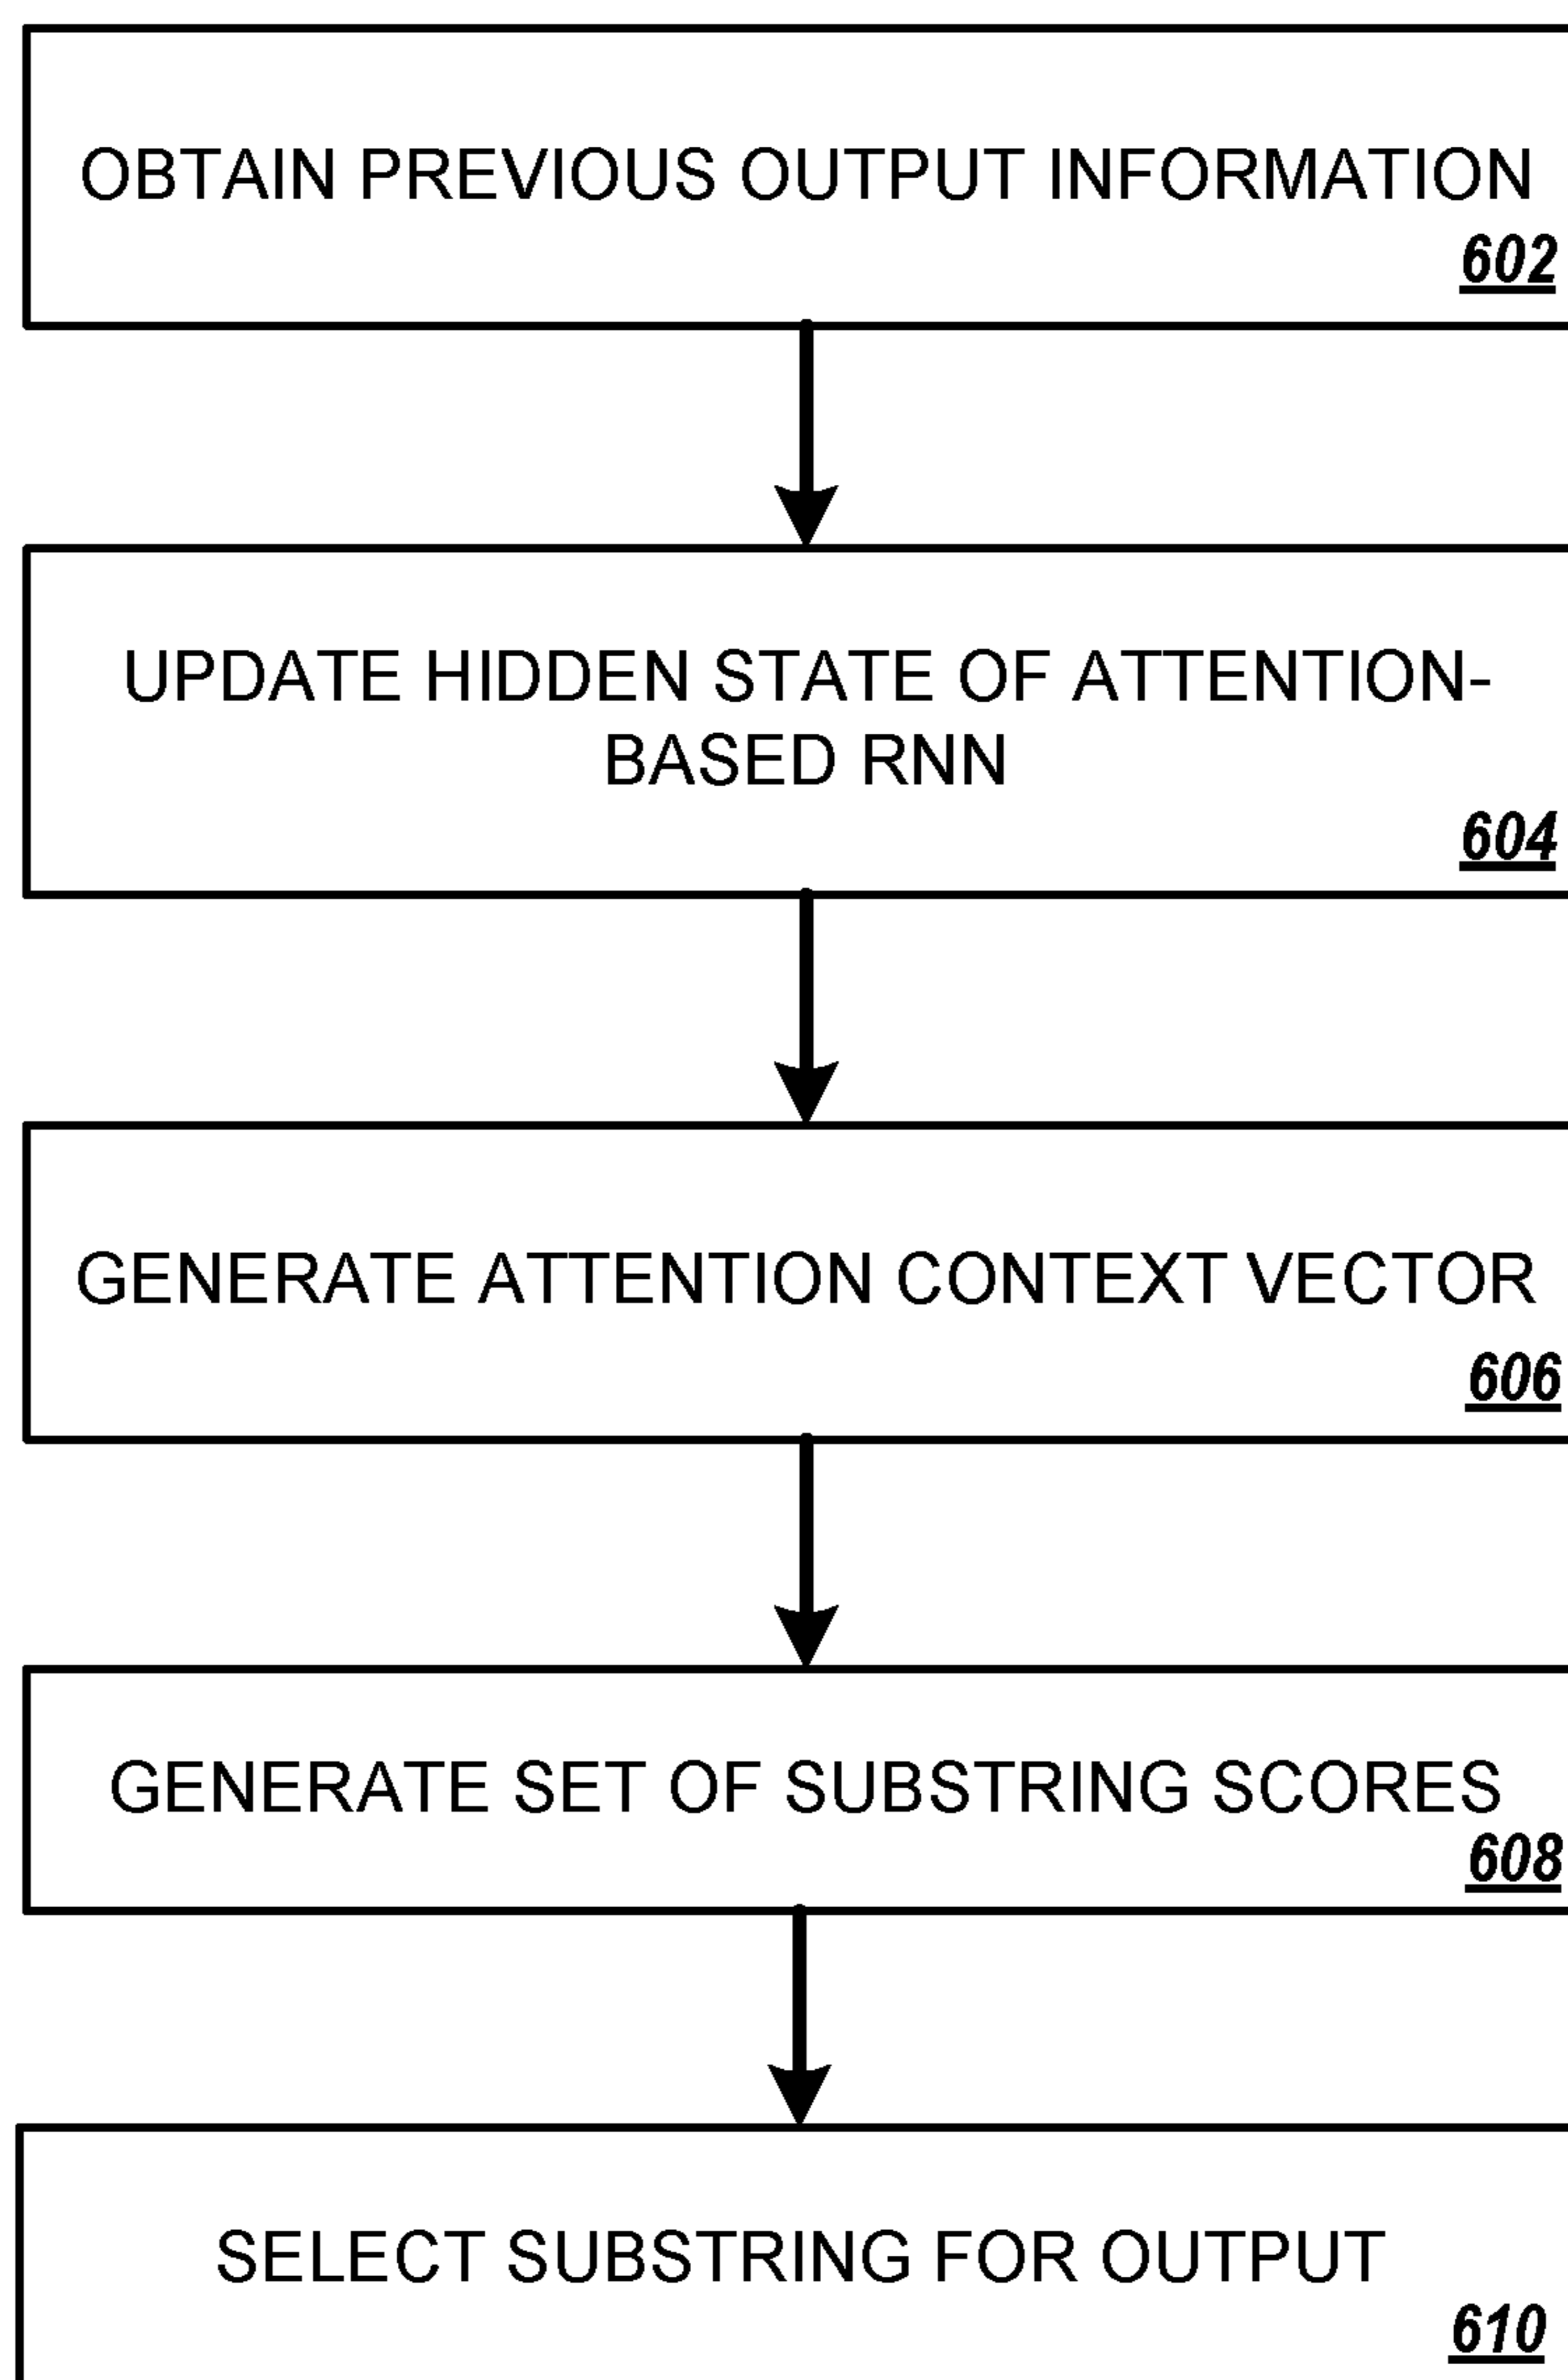 OBTAIN PREVIOUS OUTPUT INFORMATION
602
UPDATE HIDDEN STATE OF ATTENTION-
BASED RNN
604
GENERATE ATTENTION CONTEXT VECTOR
606
GENERATE SET OF SUBSTRING SCORES
608
SELECT SUBSTRING FOR OUTPUT
610